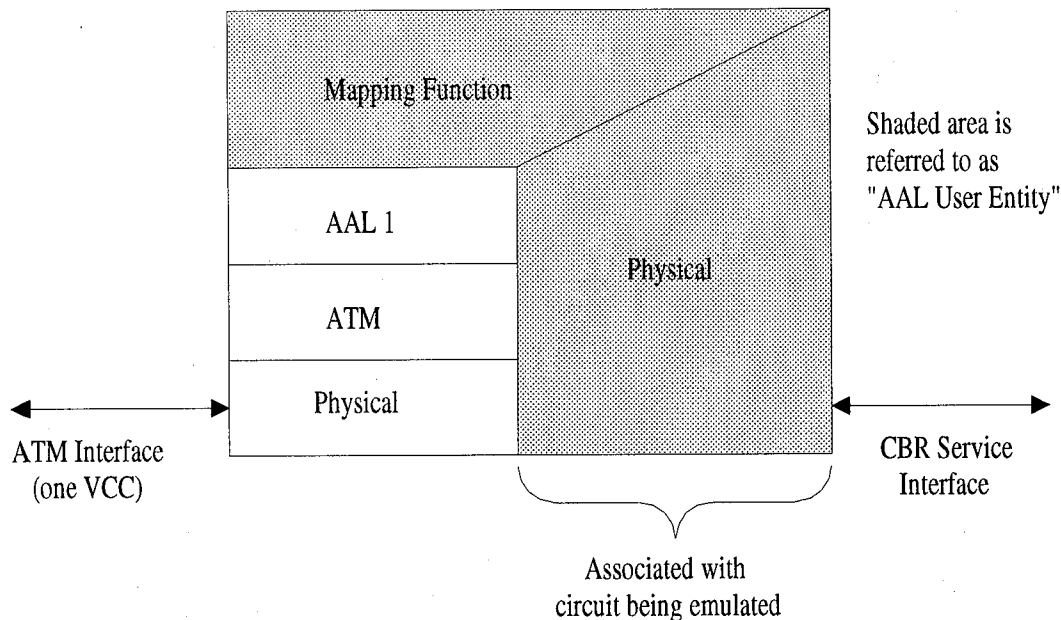 Mapping Function
Shaded area is
referred to as
"AAL User Entity"
AAL 1
Physical
ATM
Physical
ATM Interface
(one VCC)
CBR Service
Interface
Associated with
circuit being emulated